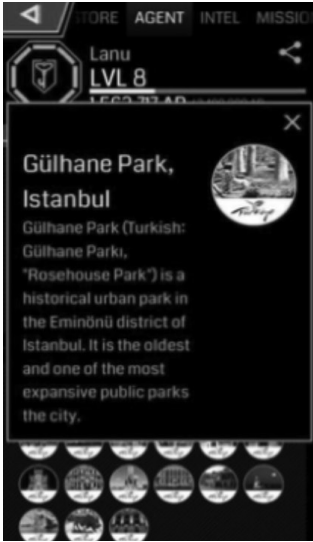 STORE AGENT INTEL MISSIO
Lanu
LVL 8
Gülhane Park,
Istanbul
Gülhane Park (Turkish:
Gülhane Parkı,
"Rosehouse Park") is a
historical urban park in
the Eminönü district of
Istanbul. It is the oldest
and one of the most
expansive public parks
the city.
Turkey